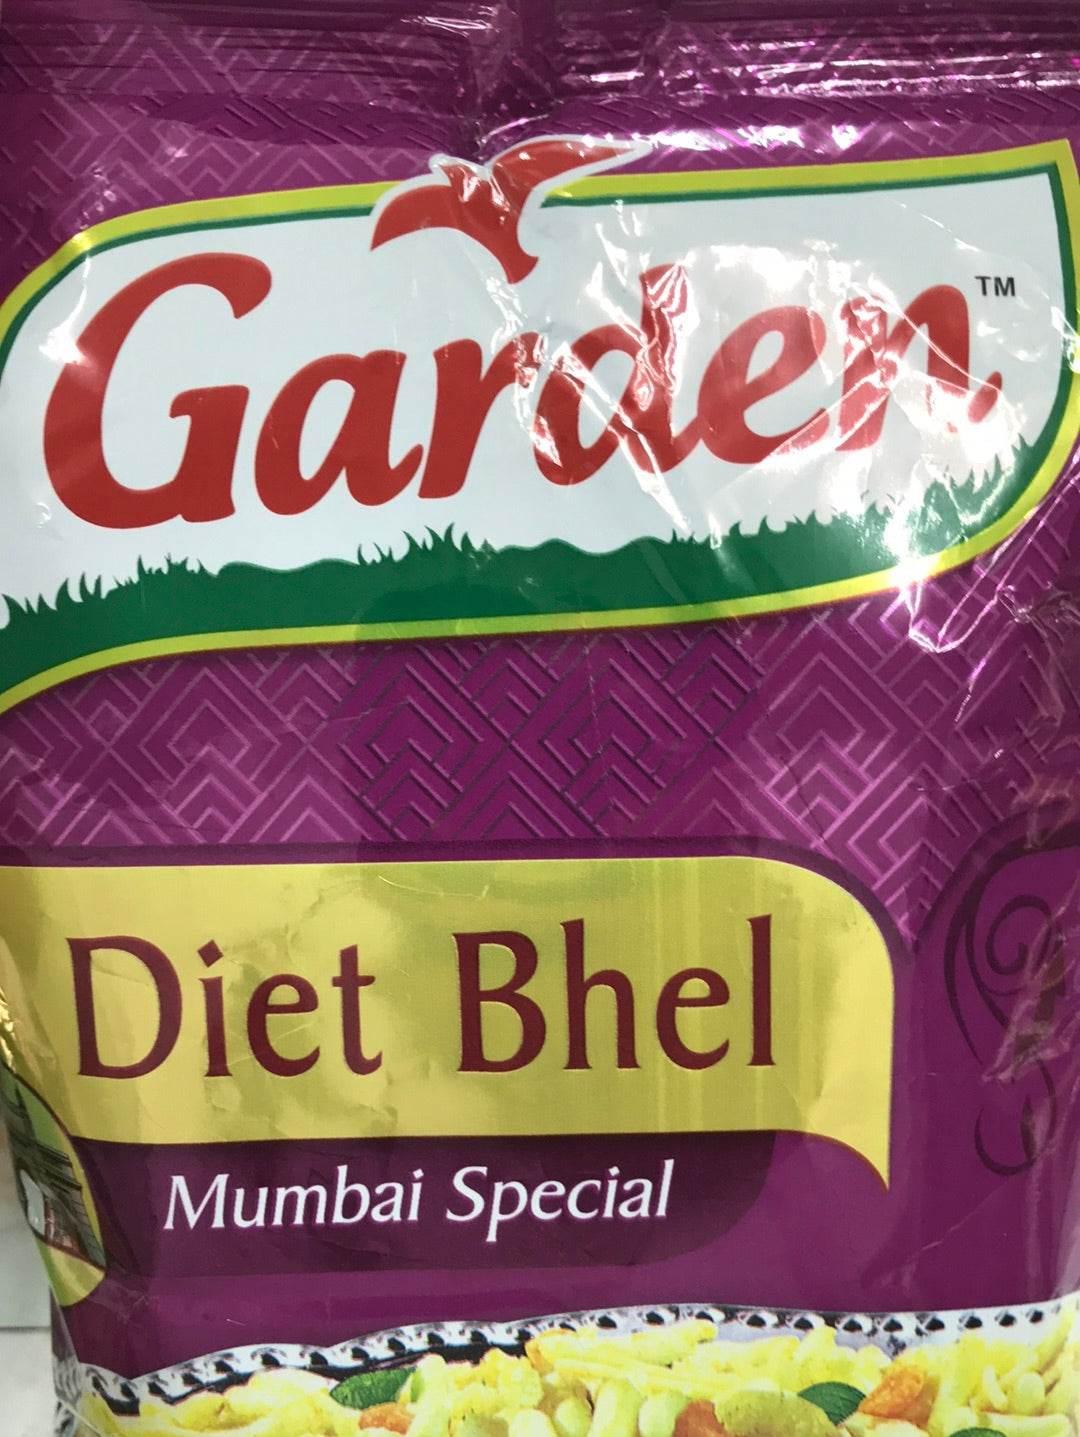 Garden™
Diet Bhel
Mumbai Special